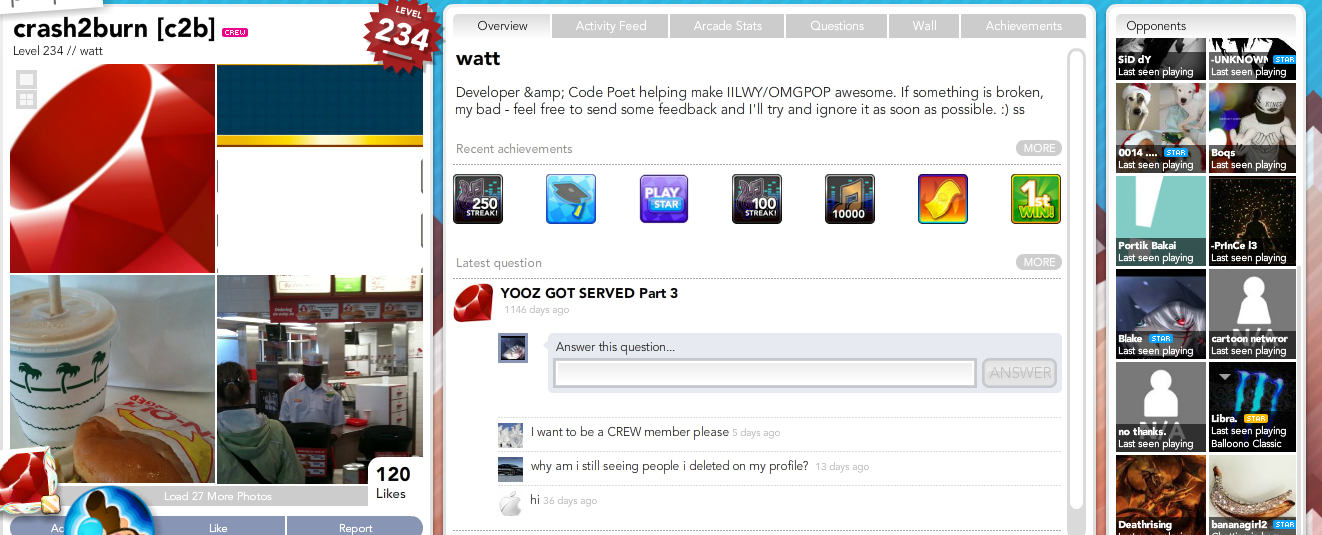 crash2burn [c2b] CREW
Level 234 // watt
LEVEL
234
120
Likes
Load 27 More Photos
Like
Report
Overview
Activity Feed
Arcade Stats
Questions
Wall
Achievements
watt
Developer &amp; Code Poet helping make IILWY/OMGPOP awesome. If something is broken,
my bad - feel free to send some feedback and I'll try and ignore it as soon as possible. :) ss
Recent achievements
MORE
250
STREAK!
PLAY
STAR
100
STREAK!
10000
1st
WIN!
Latest question
MORE
YOOZ GOT SERVED Part 3
1146 days ago
Answer this question...
ANSWER
I want to be a CREW member please 5 days ago
why am i still seeing people i deleted on my profile? 13 days ago
hi 36 days ago
Opponents
SiD dY
Last seen playing
-UNKNOWN STAR
Last seen playing
0014 .... STAR
Last seen playing
Boqs
Last seen playing
Portik Bakai
Last seen playing
-PrInCe l3
Last seen playing
Blake STAR
Last seen playing
cartoon networ
Last seen playing
no thanks.
Last seen playing
Libra. STAR
Last seen playing
Balloono Classic
Deathrising
bananagirl2 STAR